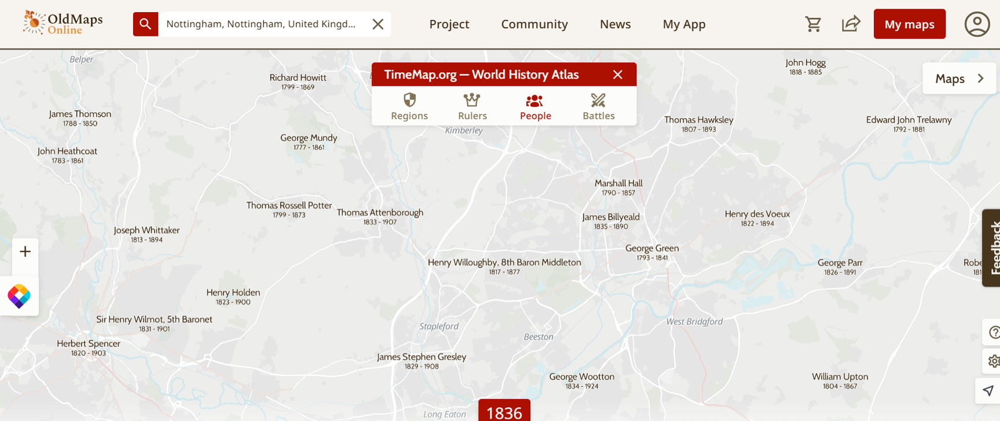 OldMaps
Online
Nottingham, Nottingham, United Kingd...
Project
Community
News
My App
My maps
Belper
Richard Howitt
1799 - 1869
TimeMap.org — World History Atlas
Regions
Rulers
People
Battles
John Hogg
1818 - 1885
Maps
James Thomson
1788 - 1850
George Mundy
1777 - 1861
Kimberley
Thomas Hawksley
1807 - 1893
Edward John Trelawny
1792 - 1881
John Heathcoat
1783 - 1861
Marshall Hall
1790 - 1857
Thomas Rossell Potter
1799 - 1873
Thomas Attenborough
1833 - 1907
James Billyeald
1835 - 1890
Henry des Voeux
1822 - 1894
Joseph Whittaker
1813 - 1894
Feedback
George Green
1793 - 1841
Henry Willoughby, 8th Baron Middleton
1817 - 1877
George Parr
1826 - 1891
Robe
181
Henry Holden
1823 - 1900
Sir Henry Wilmot, 5th Baronet
1831 - 1901
Stapleford
Beeston
West Bridgford
Herbert Spencer
1820 - 1903
James Stephen Gresley
1829 - 1908
George Wootton
1834 - 1924
William Upton
1804 - 1867
Long Eaton
1836